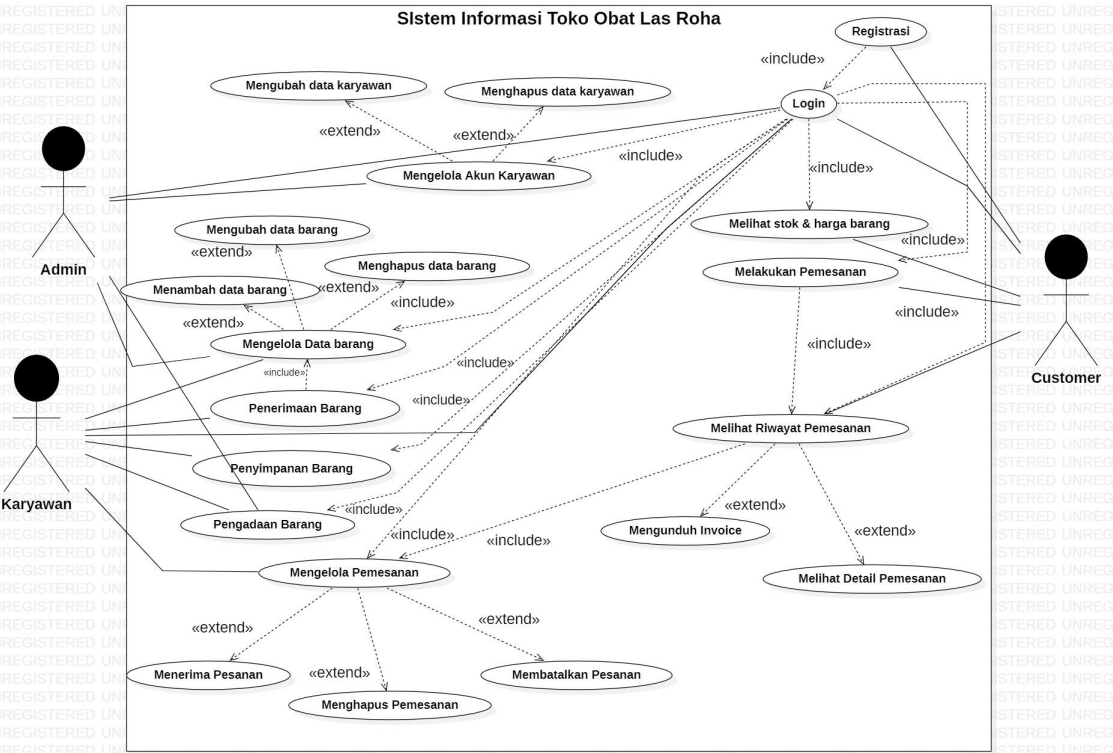 SIstem Informasi Toko Obat Las Roha
Registrasi
«include»
Mengubah data karyawan
Menghapus data karyawan
Login
«extend»
«extend»
«include»
Mengelola Akun Karyawan
«include»
Admin
Mengubah data barang
Melihat stok & harga barang
«extend»
«include»
Menghapus data barang
Melakukan Pemesanan
Menambah data barang
«extend»
«include»
«include»
«extend»
Mengelola Data barang
«include»
«include»
«include»
Customer
Penerimaan Barang
«include»
Melihat Riwayat Pemesanan
Penyimpanan Barang
Karyawan
«include»
«extend»
Pengadaan Barang
Mengunduh Invoice
«include»
«include»
«extend»
Mengelola Pemesanan
Melihat Detail Pemesanan
«extend»
«extend»
«extend»
Menerima Pesanan
Membatalkan Pesanan
Menghapus Pemesanan
UNREGISTERED